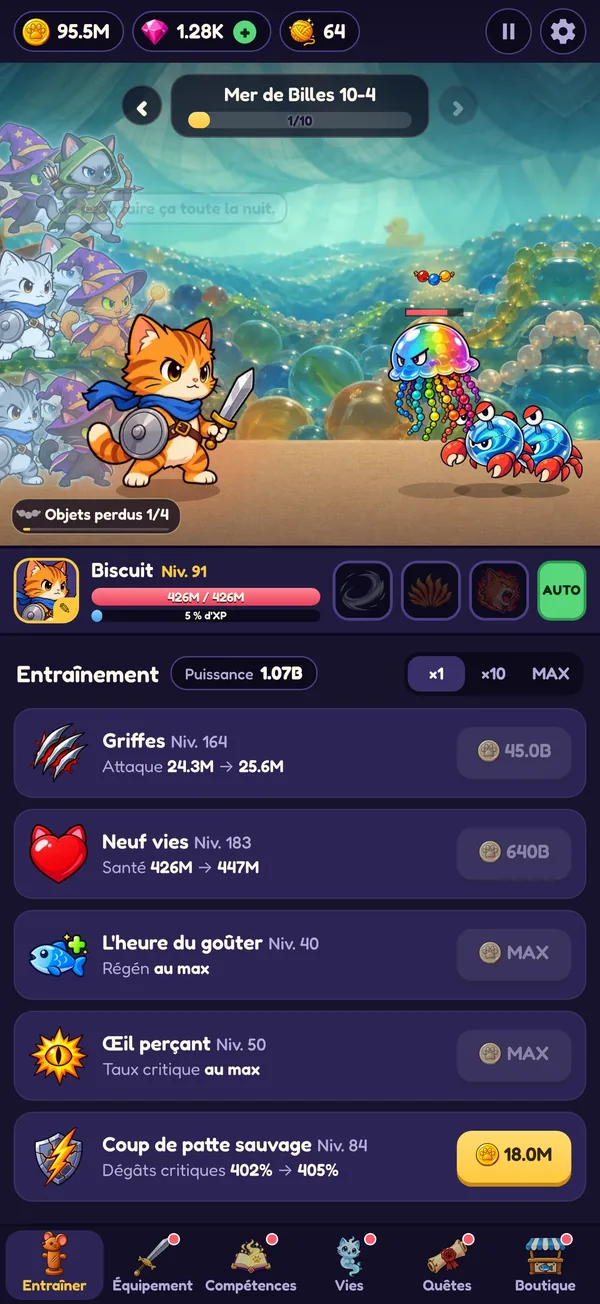 95.5M
1.28K
64
Mer de Billes 10-4
1/10
faire ça toute la nuit.
Objets perdus 1/4
Biscuit Niv. 91
426M / 426M
5 % d'XP
AUTO
Entraînement
Puissance 1.07B
x1
x10
MAX
Griffes Niv. 164
Attaque 24.3M → 25.6M
45.0B
Neuf vies Niv. 183
Santé 426M → 447M
640B
L'heure du goûter Niv. 40
Régén au max
MAX
Œil perçant Niv. 50
Taux critique au max
MAX
Coup de patte sauvage Niv. 84
Dégâts critiques 402% → 405%
18.0M
Entraîner
Équipement
Compétences
Vies
Quêtes
Boutique